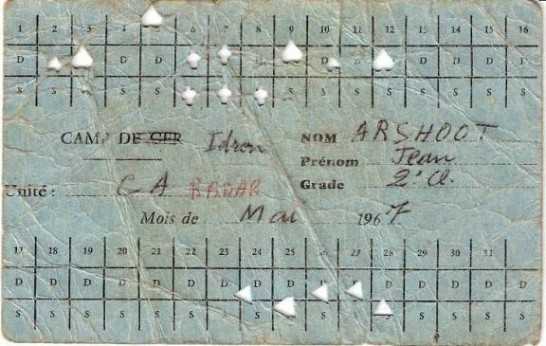 1 2 3 5 6 7 8 9 10 11 12 13 14 15 16
D D D D D D D D
S S S S S S S S S S
CAMP DE GER Idron
NOM ARSHOOT
Prénom Jean
Grade 2e Cl.
Unité : C A RADAR
Mois de Mai 1967
17 18 19 20 21 22 23 24 25 26 27 28 29 30 31
D D D D D D D D D D D D D D D
S S S S S S S S S S S S S